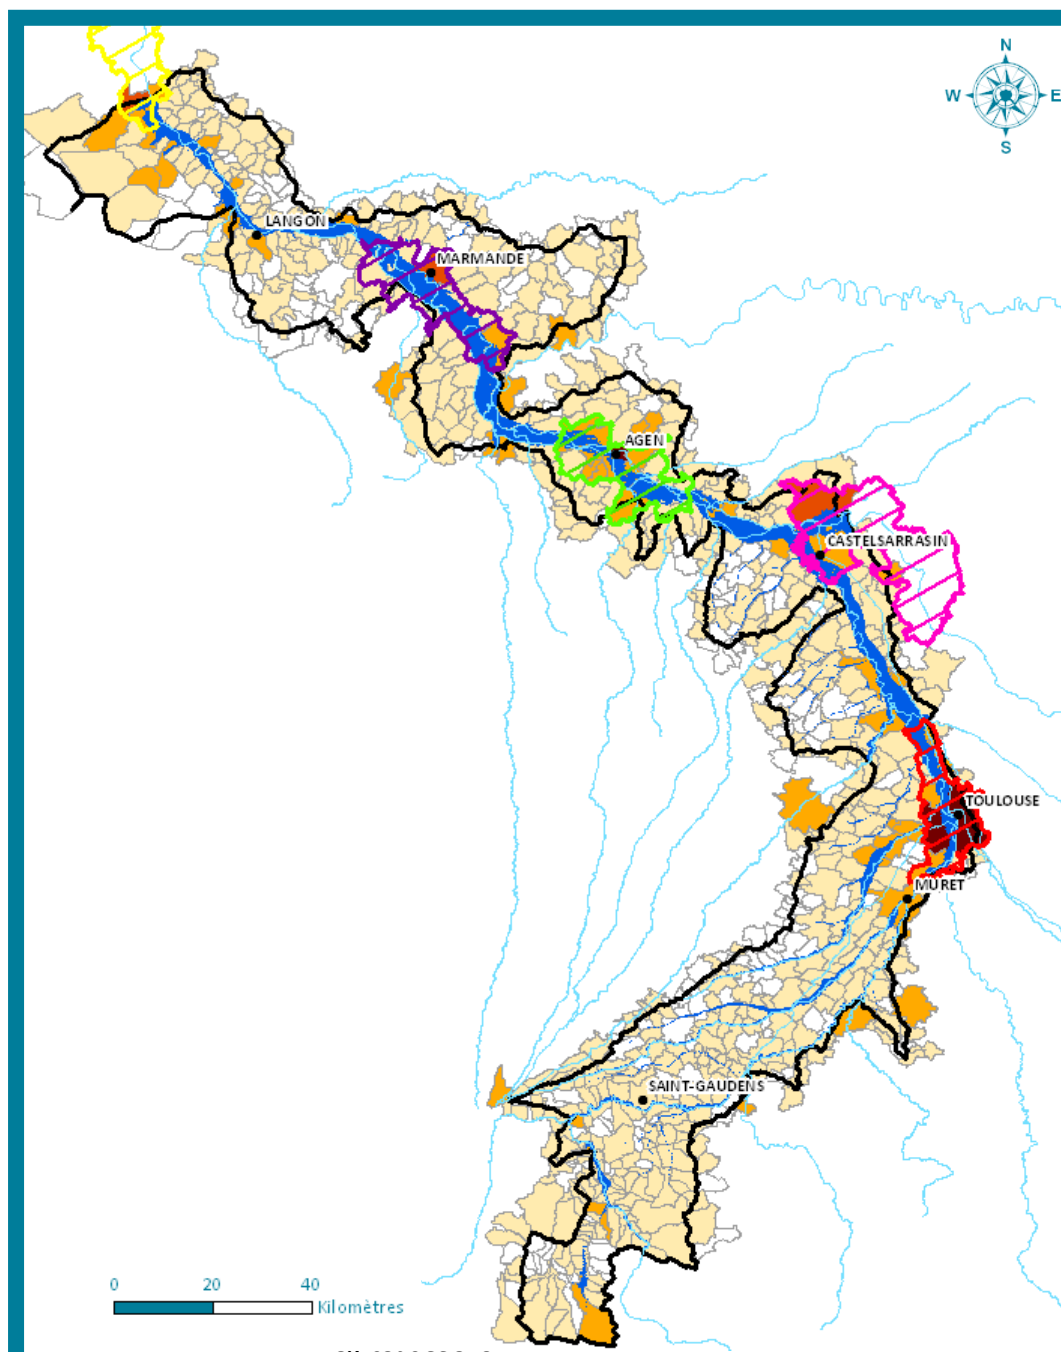 N
W E
S
LANGON
MARMANDE
AGEN
CASTELSARRASIN
TOULOUSE
MURET
SAINT-GAUDENS
0 20 40
Kilomètres